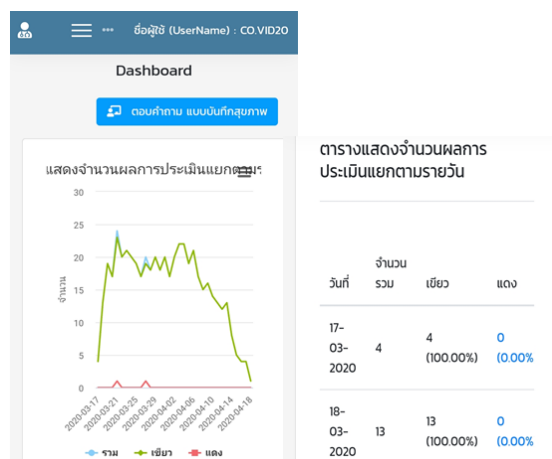 ชื่อผู้ใช้ (UserName) : CO.VID20
Dashboard
ตอบคำถาม แบบบันทึกสุขภาพ
แสดงจำนวนผลการประเมินแยกตาม
30
25
20
15
10
5
0
จำนวน
2020-03-17
2020-03-21
2020-03-25
2020-03-29
2020-04-02
2020-04-06
2020-04-10
2020-04-14
2020-04-18
รวม เขียว แดง
ตารางแสดงจำนวนผลการ
ประเมินแยกตามรายวัน
วันที่ จำนวน
รวม เขียว แดง
17-
03-
2020 4 4
(100.00%) 0
(0.00%
18-
03-
2020 13 13
(100.00%) 0
(0.00%